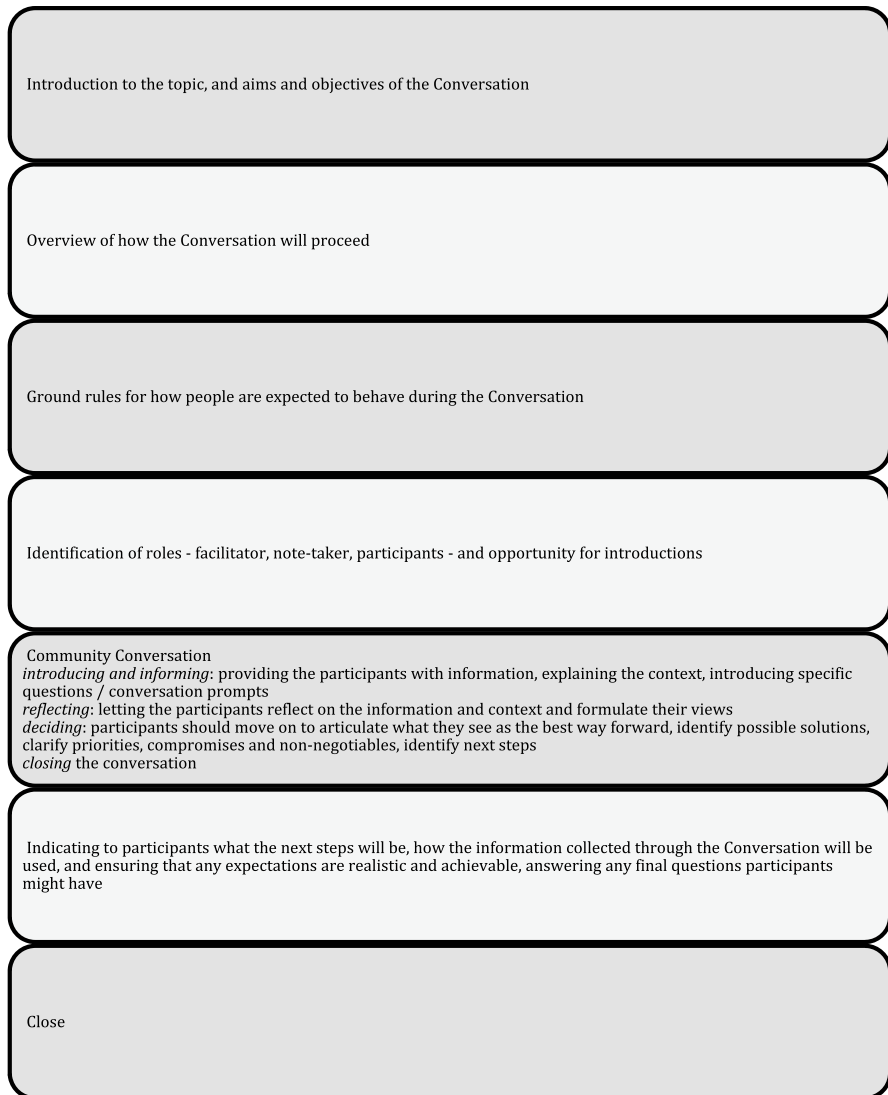 Introduction to the topic, and aims and objectives of the Conversation
Overview of how the Conversation will proceed
Ground rules for how people are expected to behave during the Conversation
Identification of roles - facilitator, note-taker, participants - and opportunity for introductions
Community Conversation
introducing and informing: providing the participants with information, explaining the context, introducing specific
questions / conversation prompts
reflecting: letting the participants reflect on the information and context and formulate their views
deciding: participants should move on to articulate what they see as the best way forward, identify possible solutions,
clarify priorities, compromises and non-negotiables, identify next steps
closing the conversation
Indicating to participants what the next steps will be, how the information collected through the Conversation will be
used, and ensuring that any expectations are realistic and achievable, answering any final questions participants
might have
Close